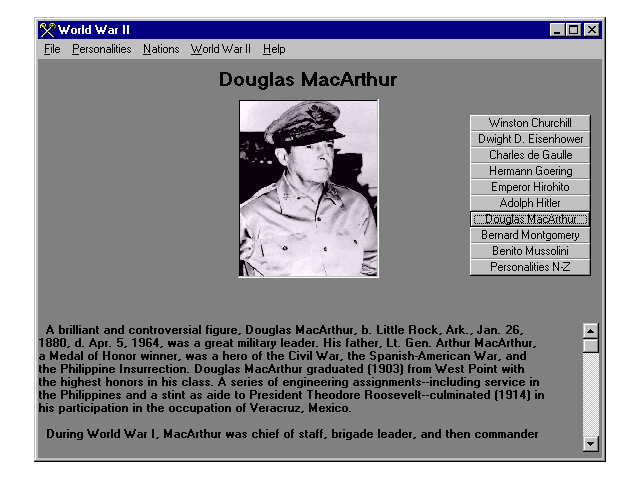 World War II
File Personalities Nations World War II Help
Douglas MacArthur
Winston Churchill
Dwight D. Eisenhower
Charles de Gaulle
Hermann Goering
Emperor Hirohito
Adolph Hitler
Douglas MacArthur
Bernard Montgomery
Benito Mussolini
Personalities N-Z
A brilliant and controversial figure, Douglas MacArthur, b. Little Rock, Ark., Jan. 26,
1880, d. Apr. 5, 1964, was a great military leader. His father, Lt. Gen. Arthur MacArthur,
a Medal of Honor winner, was a hero of the Civil War, the Spanish-American War, and
the Philippine Insurrection. Douglas MacArthur graduated (1903) from West Point with
the highest honors in his class. A series of engineering assignments--including service in
the Philippines and a stint as aide to President Theodore Roosevelt--culminated (1914) in
his participation in the occupation of Veracruz, Mexico.
During World War I, MacArthur was chief of staff, brigade leader, and then commander